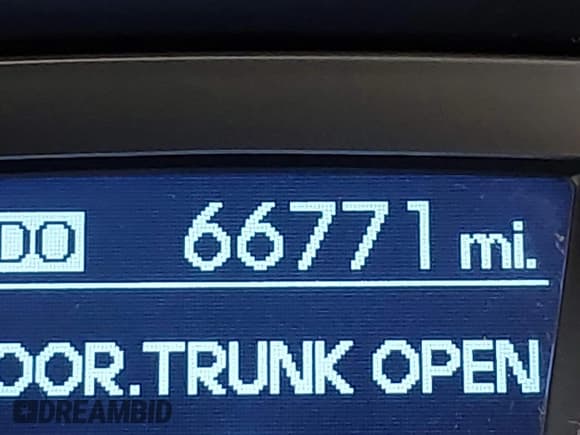 DO 66771 mi.
OOR.TRUNK OPEN
DREAMBID